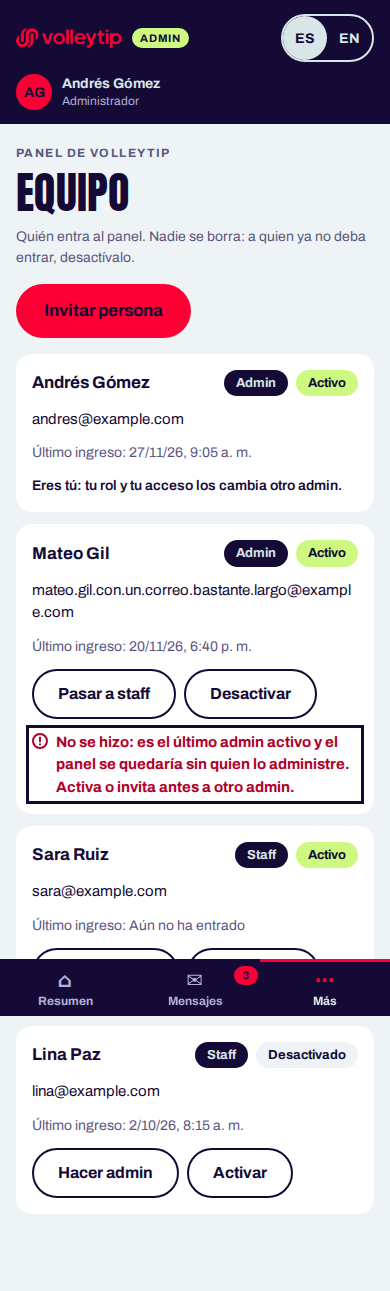 volleytip ADMIN ES EN
AG Andrés Gómez
Administrador
PANEL DE VOLLEYTIP
EQUIPO
Quién entra al panel. Nadie se borra: a quien ya no deba
entrar, desactívalo.
Invitar persona
Andrés Gómez Admin Activo
andres@example.com
Último ingreso: 27/11/26, 9:05 a. m.
Eres tú: tu rol y tu acceso los cambia otro admin.
Mateo Gil Admin Activo
mateo.gil.con.un.correo.bastante.largo@exampl
e.com
Último ingreso: 20/11/26, 6:40 p. m.
Pasar a staff Desactivar
No se hizo: es el último admin activo y el
panel se quedaría sin quien lo administre.
Activa o invita antes a otro admin.
Sara Ruiz Staff Activo
sara@example.com
Último ingreso: Aún no ha entrado
3
Resumen Mensajes Más
Lina Paz Staff Desactivado
lina@example.com
Último ingreso: 2/10/26, 8:15 a. m.
Hacer admin Activar